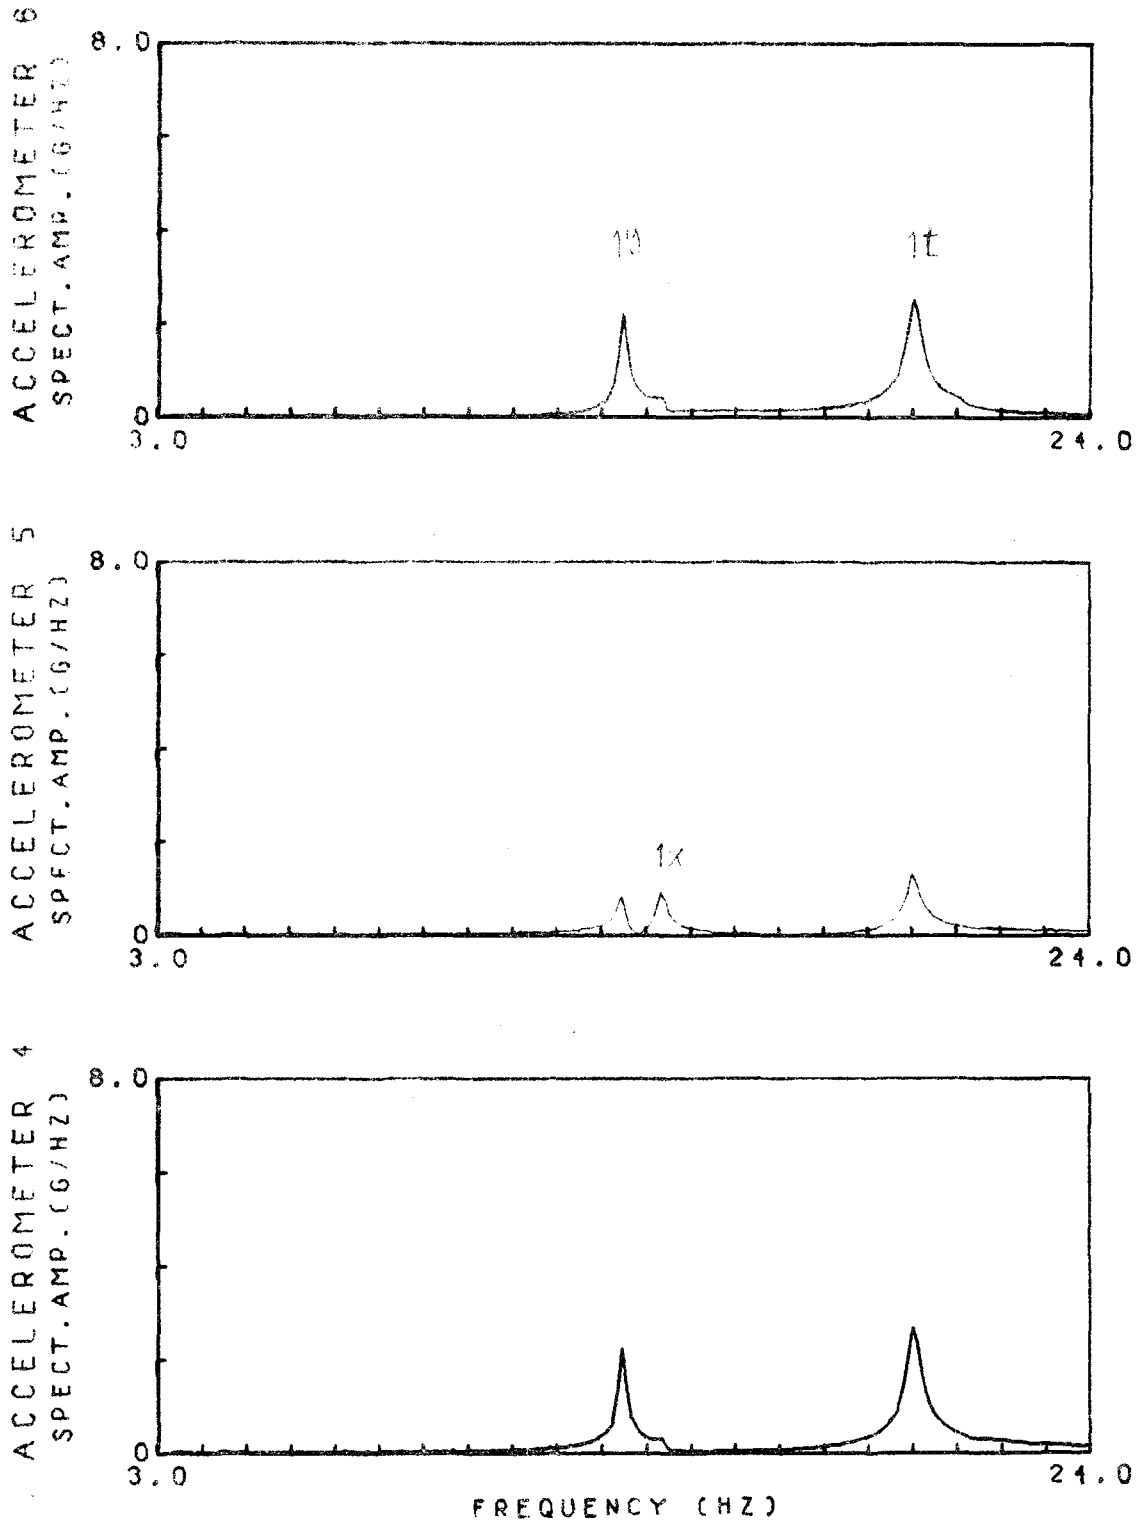 ACCELEROMETER 6
SPECT.AMP.(G/HZ)
8.0
1t
0
3.0
24.0
ACCELEROMETER 5
SPECT.AMP.(G/HZ)
8.0
1x
0
3.0
24.0
ACCELEROMETER 4
SPECT.AMP.(G/HZ)
8.0
0
3.0
24.0
FREQUENCY (HZ)